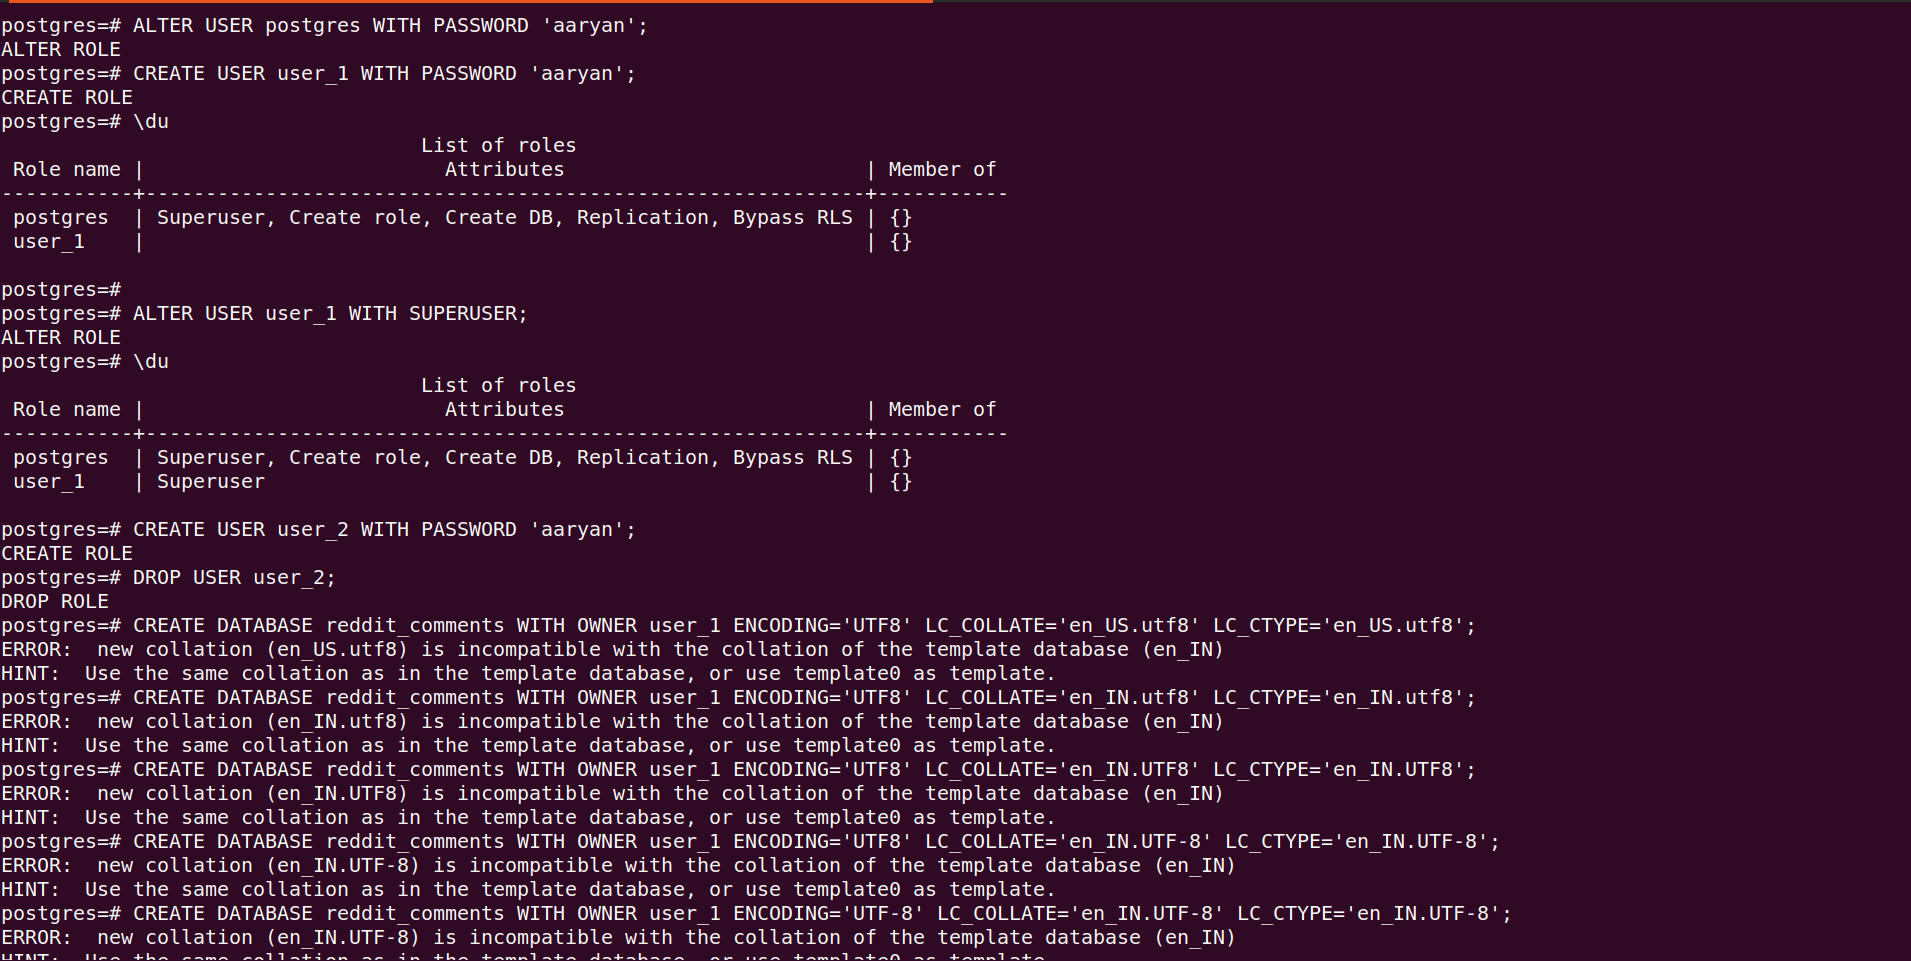 postgres=# ALTER USER postgres WITH PASSWORD 'aaryan';
ALTER ROLE
postgres=# CREATE USER user_1 WITH PASSWORD 'aaryan';
CREATE ROLE
postgres=# \du
                                   List of roles
 Role name |                         Attributes                         | Member of
-----------+------------------------------------------------------------+-----------
 postgres  | Superuser, Create role, Create DB, Replication, Bypass RLS | {}
 user_1    |                                                            | {}

postgres=#
postgres=# ALTER USER user_1 WITH SUPERUSER;
ALTER ROLE
postgres=# \du
                                   List of roles
 Role name |                         Attributes                         | Member of
-----------+------------------------------------------------------------+-----------
 postgres  | Superuser, Create role, Create DB, Replication, Bypass RLS | {}
 user_1    | Superuser                                                  | {}

postgres=# CREATE USER user_2 WITH PASSWORD 'aaryan';
CREATE ROLE
postgres=# DROP USER user_2;
DROP ROLE
postgres=# CREATE DATABASE reddit_comments WITH OWNER user_1 ENCODING='UTF8' LC_COLLATE='en_US.utf8' LC_CTYPE='en_US.utf8';
ERROR:  new collation (en_US.utf8) is incompatible with the collation of the template database (en_IN)
HINT:  Use the same collation as in the template database, or use template0 as template.
postgres=# CREATE DATABASE reddit_comments WITH OWNER user_1 ENCODING='UTF8' LC_COLLATE='en_IN.utf8' LC_CTYPE='en_IN.utf8';
ERROR:  new collation (en_IN.utf8) is incompatible with the collation of the template database (en_IN)
HINT:  Use the same collation as in the template database, or use template0 as template.
postgres=# CREATE DATABASE reddit_comments WITH OWNER user_1 ENCODING='UTF8' LC_COLLATE='en_IN.UTF8' LC_CTYPE='en_IN.UTF8';
ERROR:  new collation (en_IN.UTF8) is incompatible with the collation of the template database (en_IN)
HINT:  Use the same collation as in the template database, or use template0 as template.
postgres=# CREATE DATABASE reddit_comments WITH OWNER user_1 ENCODING='UTF8' LC_COLLATE='en_IN.UTF-8' LC_CTYPE='en_IN.UTF-8';
ERROR:  new collation (en_IN.UTF-8) is incompatible with the collation of the template database (en_IN)
HINT:  Use the same collation as in the template database, or use template0 as template.
postgres=# CREATE DATABASE reddit_comments WITH OWNER user_1 ENCODING='UTF-8' LC_COLLATE='en_IN.UTF-8' LC_CTYPE='en_IN.UTF-8';
ERROR:  new collation (en_IN.UTF-8) is incompatible with the collation of the template database (en_IN)
HINT:  Use the same collation as in the template database, or use template0 as template.